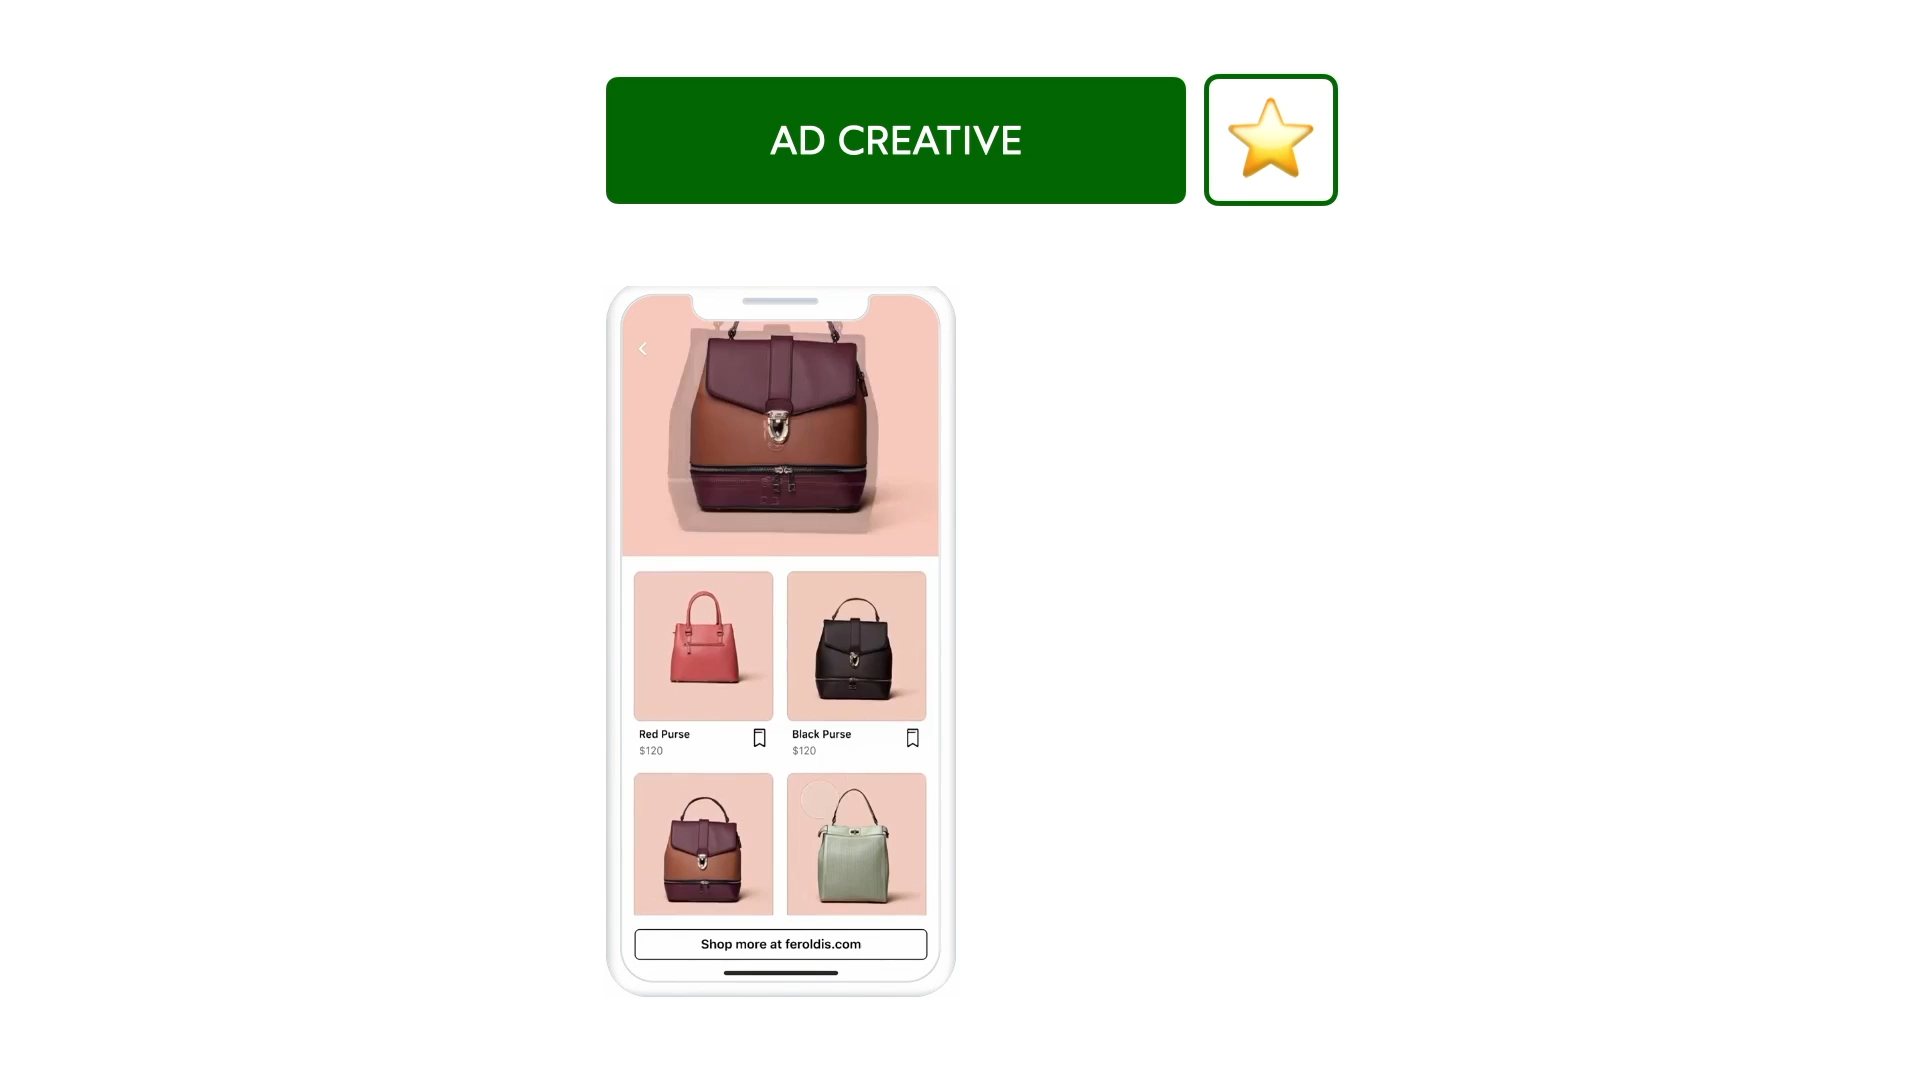 AD CREATIVE
Red Purse
$120
Black Purse
$120
Shop more at feroldis.com